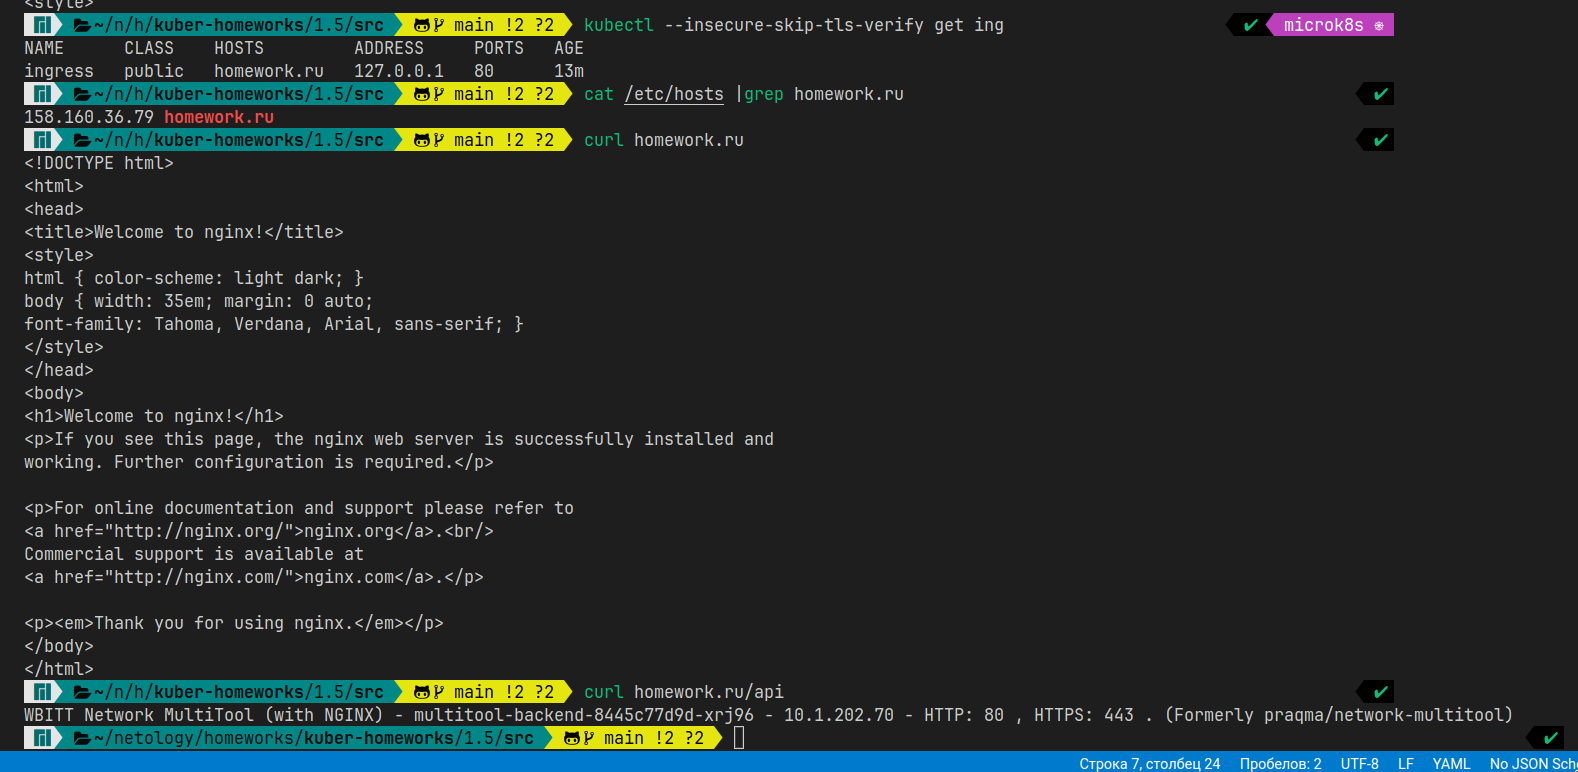 <style>
~/n/h/kuber-homeworks/1.5/src main !2 ?2 kubectl --insecure-skip-tls-verify get ing ✔ microk8s
NAME CLASS HOSTS ADDRESS PORTS AGE
ingress public homework.ru 127.0.0.1 80 13m
~/n/h/kuber-homeworks/1.5/src main !2 ?2 cat /etc/hosts |grep homework.ru ✔
158.160.36.79 homework.ru
~/n/h/kuber-homeworks/1.5/src main !2 ?2 curl homework.ru ✔
<!DOCTYPE html>
<html>
<head>
<title>Welcome to nginx!</title>
<style>
html { color-scheme: light dark; }
body { width: 35em; margin: 0 auto;
font-family: Tahoma, Verdana, Arial, sans-serif; }
</style>
</head>
<body>
<h1>Welcome to nginx!</h1>
<p>If you see this page, the nginx web server is successfully installed and
working. Further configuration is required.</p>
<p>For online documentation and support please refer to
<a href="http://nginx.org/">nginx.org</a>.<br/>
Commercial support is available at
<a href="http://nginx.com/">nginx.com</a>.</p>
<p><em>Thank you for using nginx.</em></p>
</body>
</html>
~/n/h/kuber-homeworks/1.5/src main !2 ?2 curl homework.ru/api ✔
WBITT Network MultiTool (with NGINX) - multitool-backend-8445c77d9d-xrj96 - 10.1.202.70 - HTTP: 80 , HTTPS: 443 . (Formerly praqma/network-multitool)
~/netology/homeworks/kuber-homeworks/1.5/src main !2 ?2 ✔
Строка 7, столбец 24 Пробелов: 2 UTF-8 LF YAML No JSON Sch